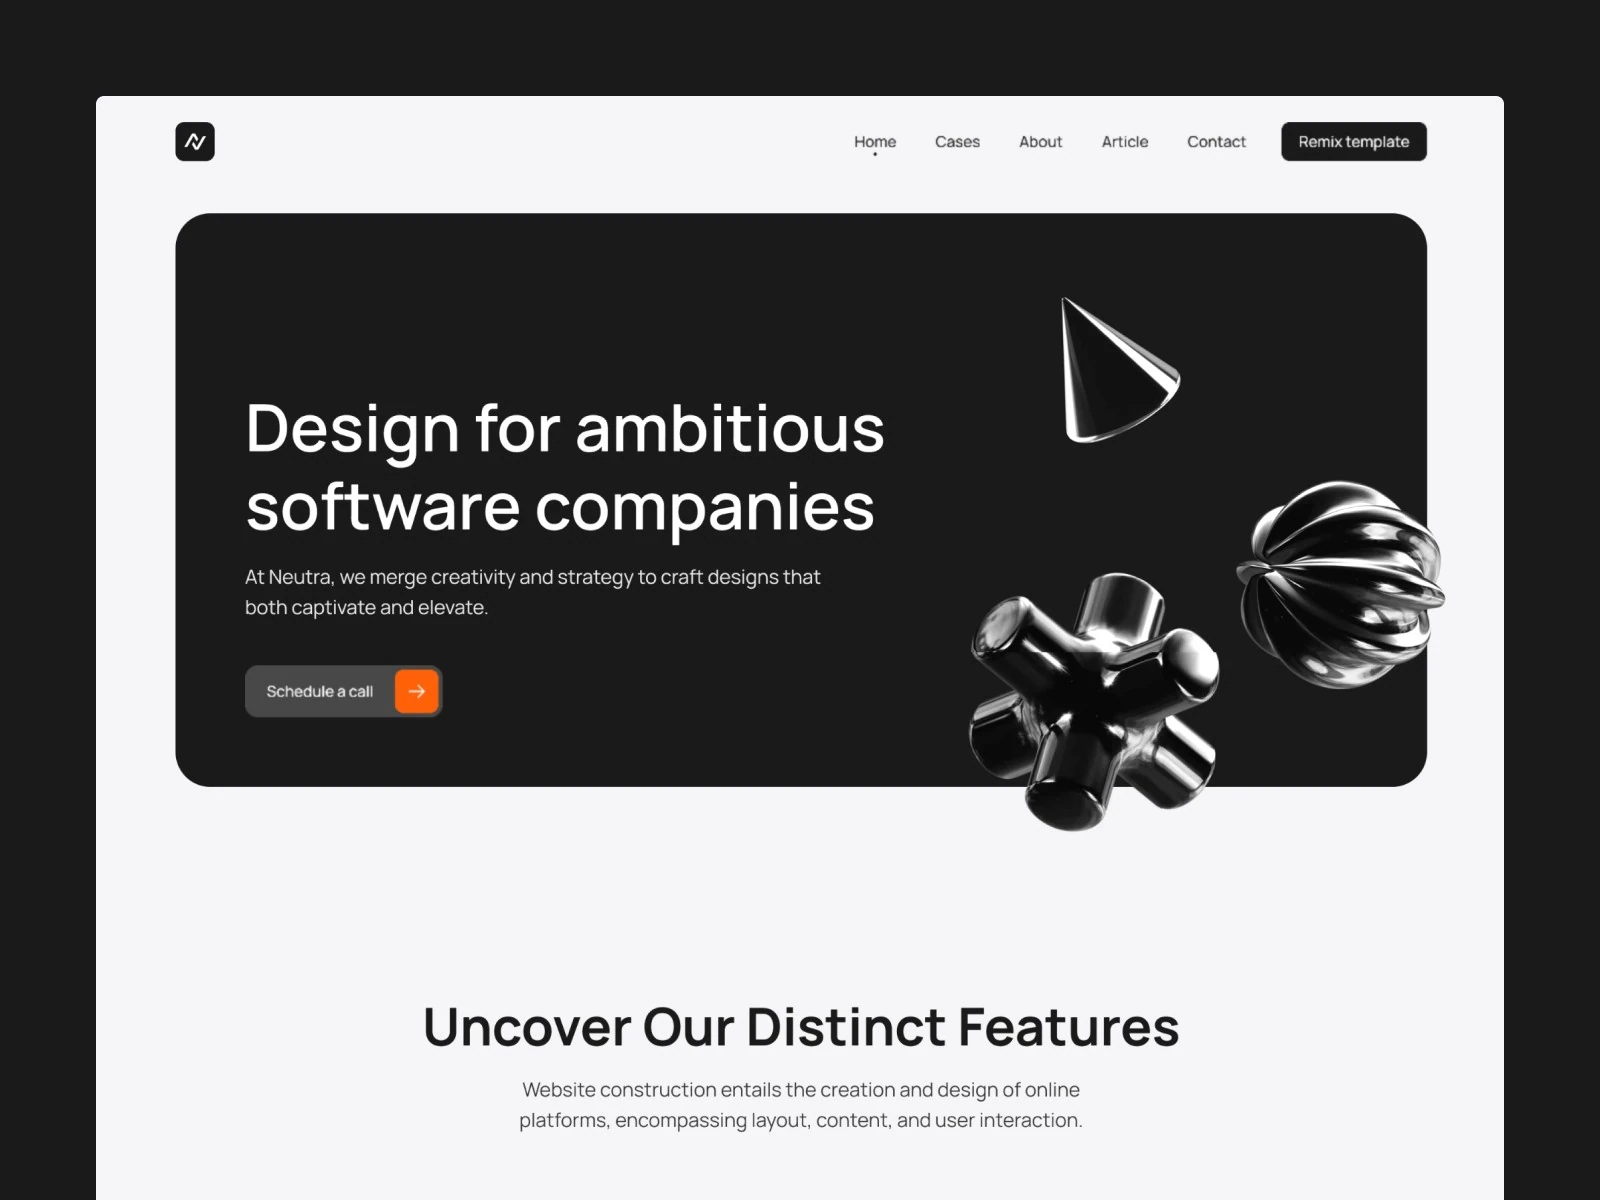 Home Cases About Article Contact Remix template
Design for ambitious
software companies
At Neutra, we merge creativity and strategy to craft designs that
both captivate and elevate.
Schedule a call
Uncover Our Distinct Features
Website construction entails the creation and design of online
platforms, encompassing layout, content, and user interaction.